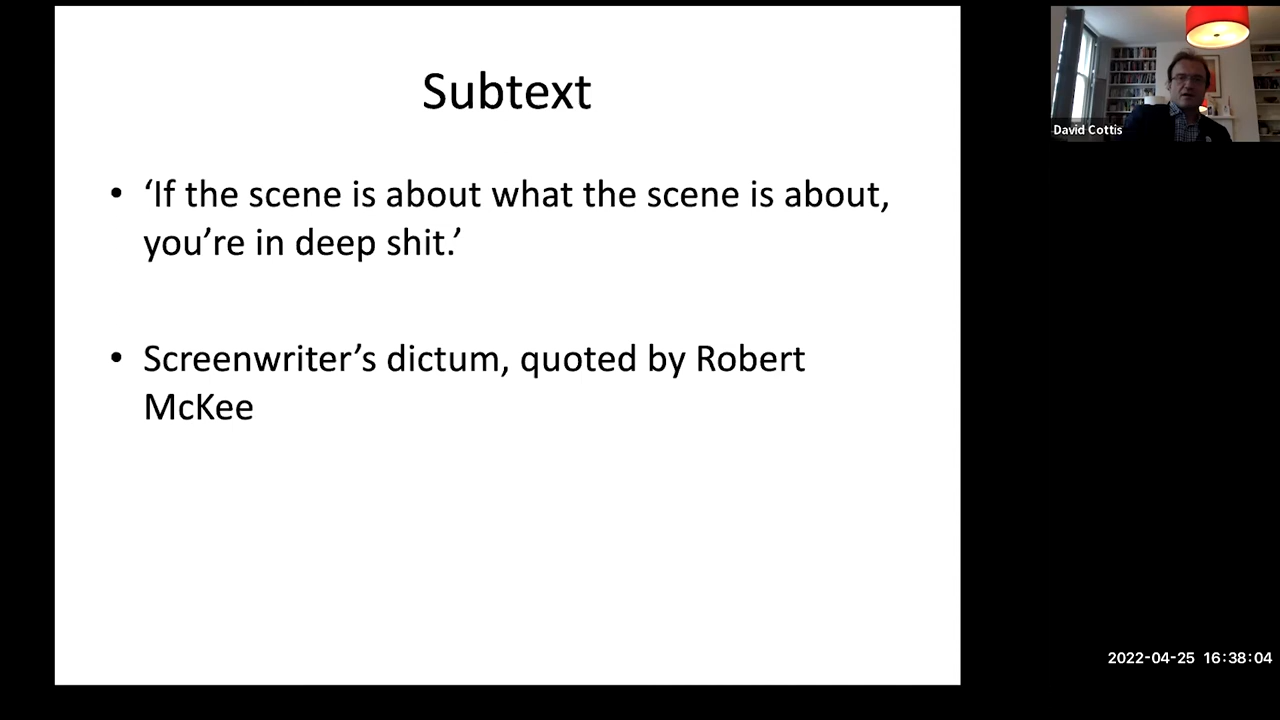 Subtext
• ‘If the scene is about what the scene is about,
you’re in deep shit.’
• Screenwriter’s dictum, quoted by Robert
McKee
David Cottis
2022-04-25 16:38:04